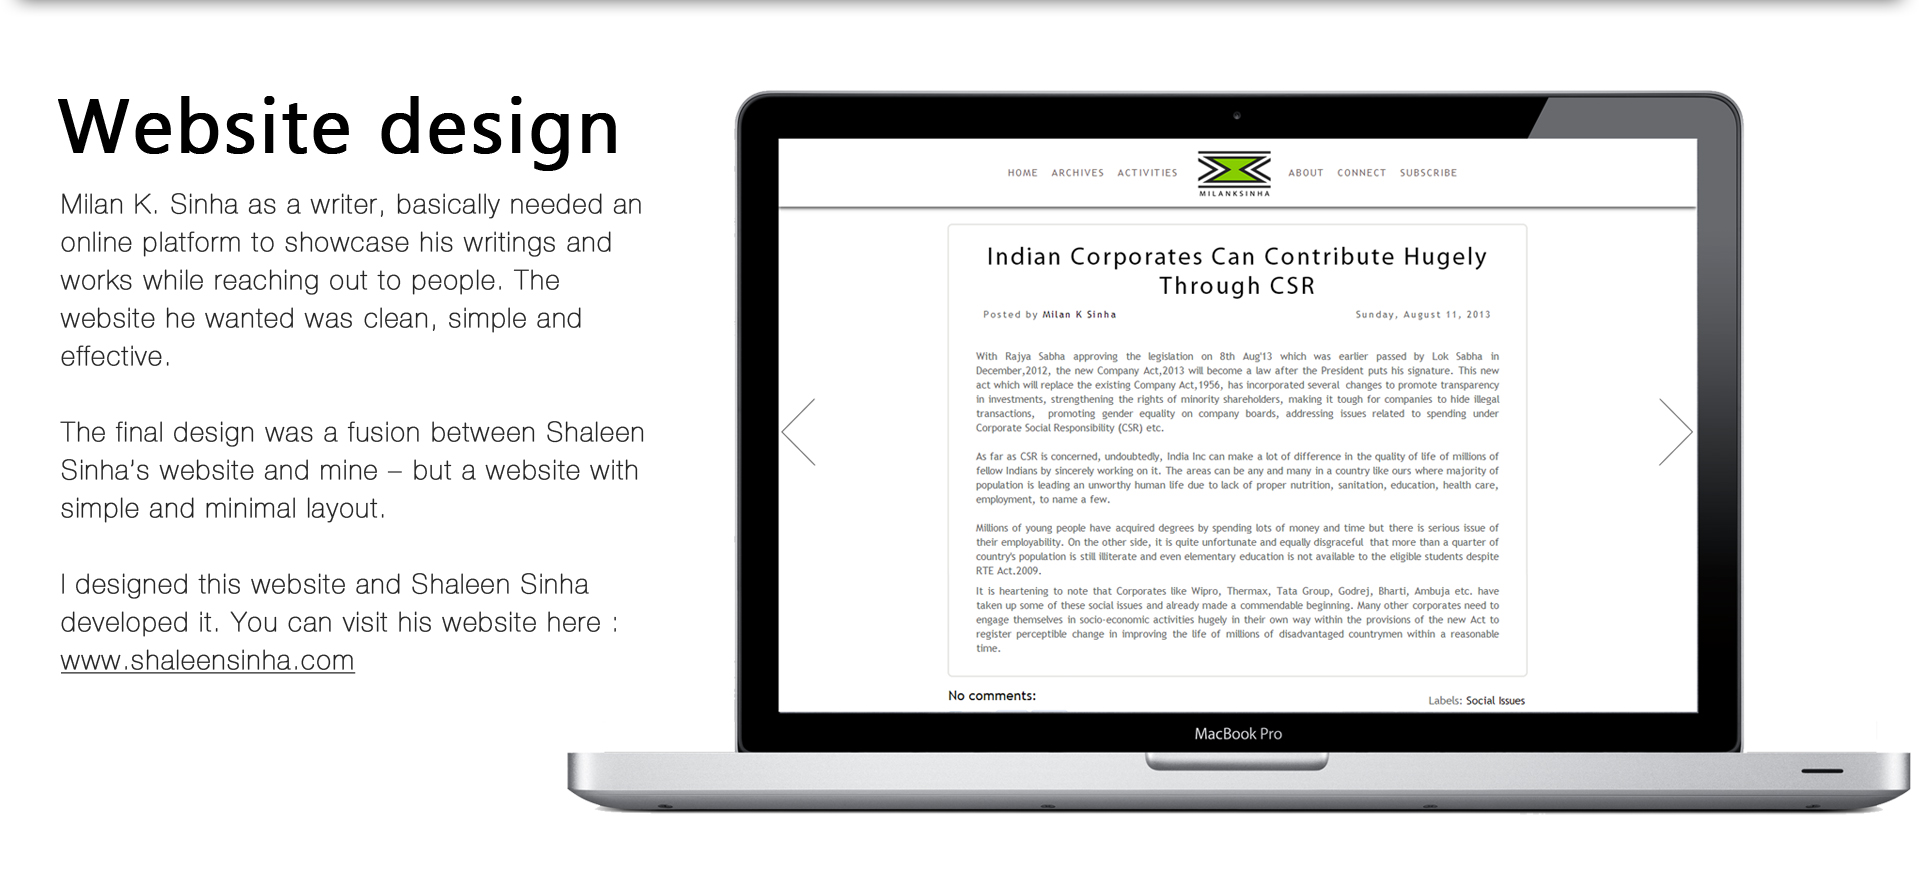 Website design
Milan K. Sinha as a writer, basically needed an
online platform to showcase his writings and
works while reaching out to people. The
website he wanted was clean, simple and
effective.
The final design was a fusion between Shaleen
Sinha's website and mine – but a website with
simple and minimal layout.
I designed this website and Shaleen Sinha
developed it. You can visit his website here :
www.shaleensinha.com
HOME ARCHIVES ACTIVITIES MILANKSINHA ABOUT CONNECT SUBSCRIBE
Indian Corporates Can Contribute Hugely
Through CSR
Posted by Milan K Sinha Sunday, August 11, 2013
With Rajya Sabha approving the legislation on 8th Aug'13 which was earlier passed by Lok Sabha in
December,2012, the new Company Act,2013 will become a law after the President puts his signature. This new
act which will replace the existing Company Act,1956, has incorporated several changes to promote transparency
in investments, strengthening the rights of minority shareholders, making it tough for companies to hide illegal
transactions, promoting gender equality on company boards, addressing issues related to spending under
Corporate Social Responsibility (CSR) etc.
As far as CSR is concerned, undoubtedly, India Inc can make a lot of difference in the quality of life of millions of
fellow Indians by sincerely working on it. The areas can be any and many in a country like ours where majority of
population is leading an unworthy human life due to lack of proper nutrition, sanitation, education, health care,
employment, to name a few.
Millions of young people have acquired degrees by spending lots of money and time but there is serious issue of
their employability. On the other side, it is quite unfortunate and equally disgraceful that more than a quarter of
country's population is still illiterate and even elementary education is not available to the eligible students despite
RTE Act.2009.
It is heartening to note that Corporates like Wipro, Thermax, Tata Group, Godrej, Bharti, Ambuja etc. have
taken up some of these social issues and already made a commendable beginning. Many other corporates need to
engage themselves in socio-economic activities hugely in their own way within the provisions of the new Act to
register perceptible change in improving the life of millions of disadvantaged countrymen within a reasonable
time.
No comments: Labels: Social Issues
MacBook Pro